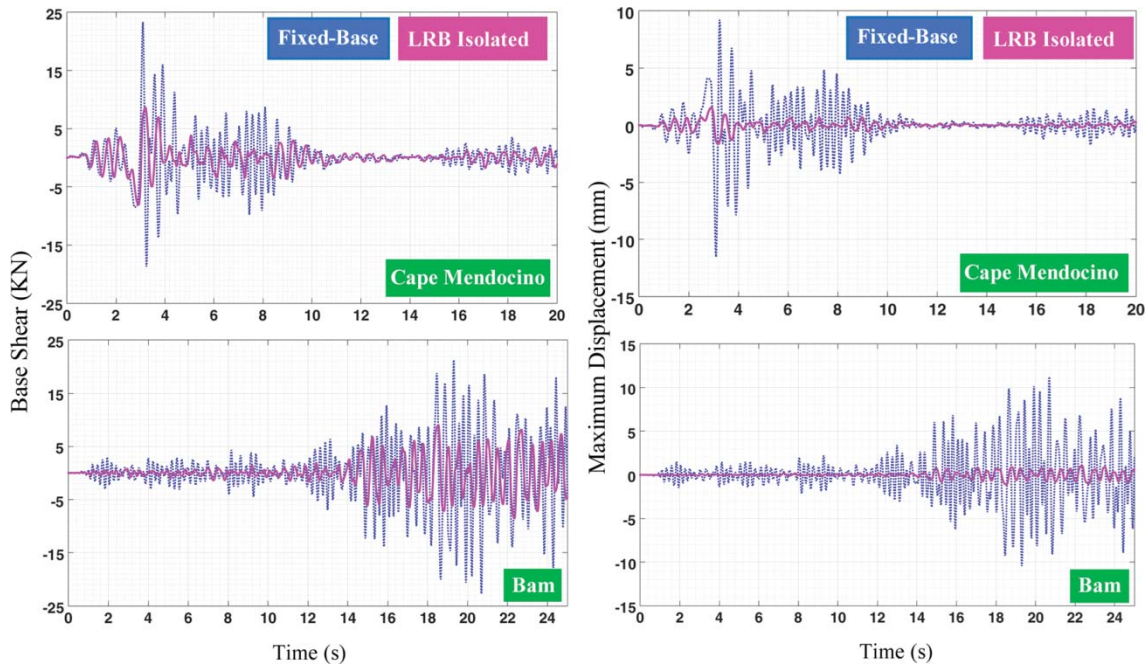 Fixed-Base LRB Isolated
25
15
5
-5
-15
-25
0 2 4 6 8 10 12 14 16 18 20
Cape Mendocino
Fixed-Base LRB Isolated
10
5
0
-5
-10
-15
0 2 4 6 8 10 12 14 16 18 20
Cape Mendocino
Base Shear (KN)
25
15
5
-5
-15
-25
0 2 4 6 8 10 12 14 16 18 20 22 24
Bam
Time (s)
Maximum Displacement (mm)
15
10
5
0
-5
-10
-15
0 2 4 6 8 10 12 14 16 18 20 22 24
Bam
Time (s)